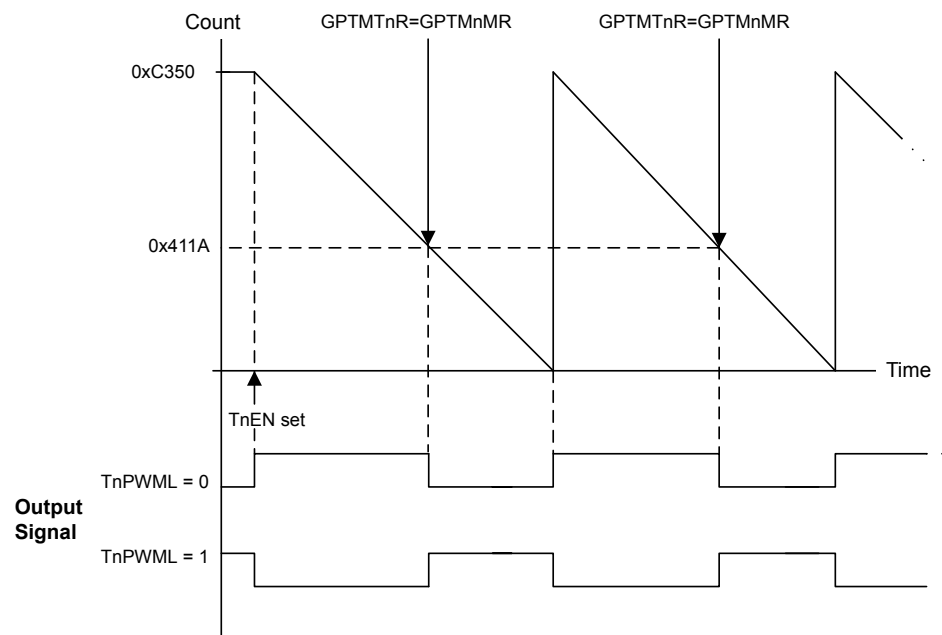 Count
GPTMTnR=GPTMnMR
GPTMTnR=GPTMnMR
0xC350
0x411A
Time
TnEN set
TnPWML = 0
Output
Signal
TnPWML = 1